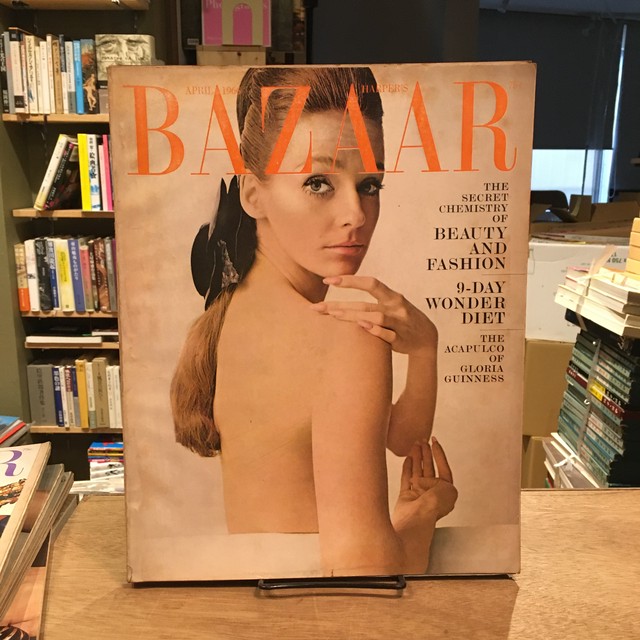 APRIL 196
HARPER'S
BAZAAR
THE
SECRET
CHEMISTRY
OF
BEAUTY
AND
FASHION
9-DAY
WONDER
DIET
THE
ACAPULCO
OF
GLORIA
GUINNESS
R